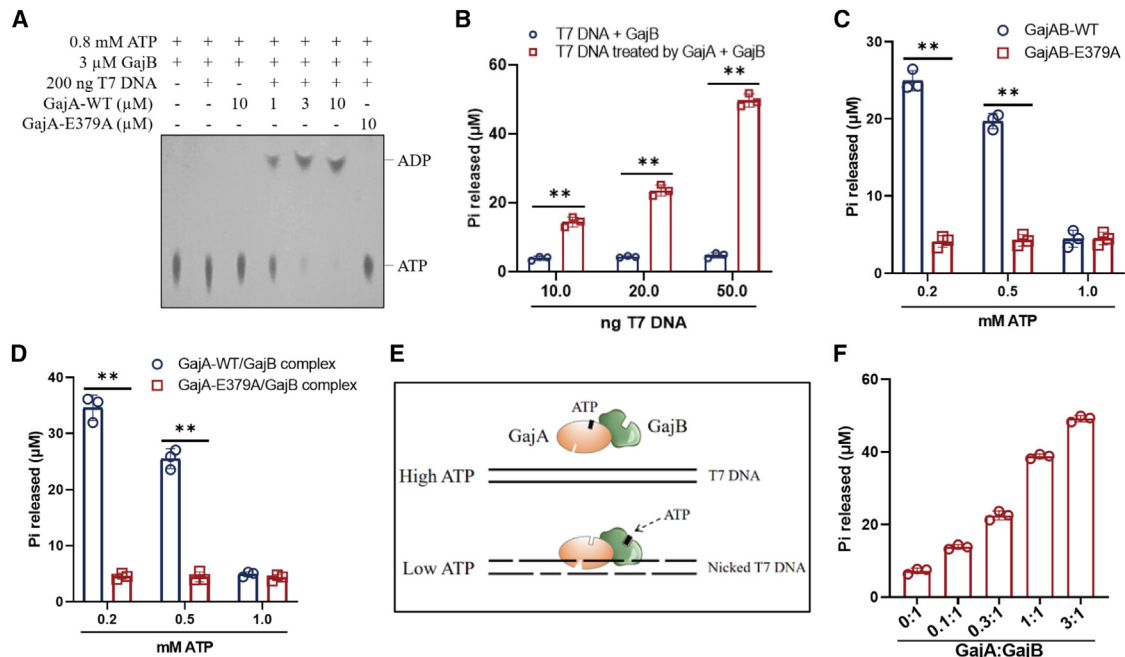 A
0.8 mM ATP + + + + + + +
3 µM GajB + + + + + + +
200 ng T7 DNA - + - + + + +
GajA-WT (µM) - - 10 1 3 10 -
GajA-E379A (µM) - - - - - - 10
ADP
ATP
B
T7 DNA + GajB
T7 DNA treated by GajA + GajB
Pi released (µM)
60
40
20
0
**
**
**
10.0 20.0 50.0
ng T7 DNA
C
GajAB-WT
GajAB-E379A
Pi released (µM)
30
20
10
0
**
**
0.2 0.5 1.0
mM ATP
D
GajA-WT/GajB complex
GajA-E379A/GajB complex
Pi released (µM)
40
30
20
10
0
**
**
0.2 0.5 1.0
mM ATP
E
ATP
GajA
GajB
High ATP
T7 DNA
ATP
Low ATP
Nicked T7 DNA
F
Pi released (µM)
60
40
20
0
0:1 0.1:1 0.3:1 1:1 3:1
GajA:GajB